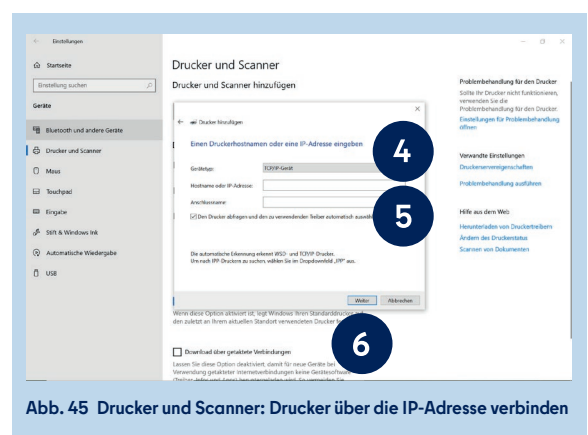 Einstellungen
Startseite
Einstellung suchen
Geräte
Bluetooth und andere Geräte
Drucker und Scanner
Maus
Touchpad
Eingabe
Stift & Windows Ink
Automatische Wiedergabe
USB
Drucker und Scanner
Drucker und Scanner hinzufügen
Drucker hinzufügen
Einen Druckerhostnamen oder eine IP-Adresse eingeben
Gerätetyp:
TCP/IP-Gerät
Hostname oder IP-Adresse:
Anschlussname:
Den Drucker abfragen und den zu verwendenden Treiber automatisch
Die automatische Erkennung erkennt WSD- und TCP/IP-Drucker.
Um nach IPP-Druckern zu suchen, wählen Sie im Dropdownfeld „IPP" aus.
Weiter
Abbrechen
4
5
6
Wenn diese Option aktiviert ist, legt Windows Ihren Standarddrucker
den zuletzt an Ihrem aktuellen Standort verwendeten Drucker
Download über getaktete Verbindungen
Lassen Sie diese Option deaktiviert, damit für neue Geräte bei
Verwendung getakteter Internetverbindungen keine Gerätesoftware
Problembehandlung für den Drucker
Sollte Ihr Drucker nicht funktionieren,
verwenden Sie die
Problembehandlung für den Drucker.
Einstellungen für Problembehandlung
öffnen
Verwandte Einstellungen
Druckerservereigenschaften
Problembehandlung ausführen
Hilfe aus dem Web
Herunterladen von Druckertreibern
Ändern des Druckerstatus
Scannen von Dokumenten
Abb. 45 Drucker und Scanner: Drucker über die IP-Adresse verbinden